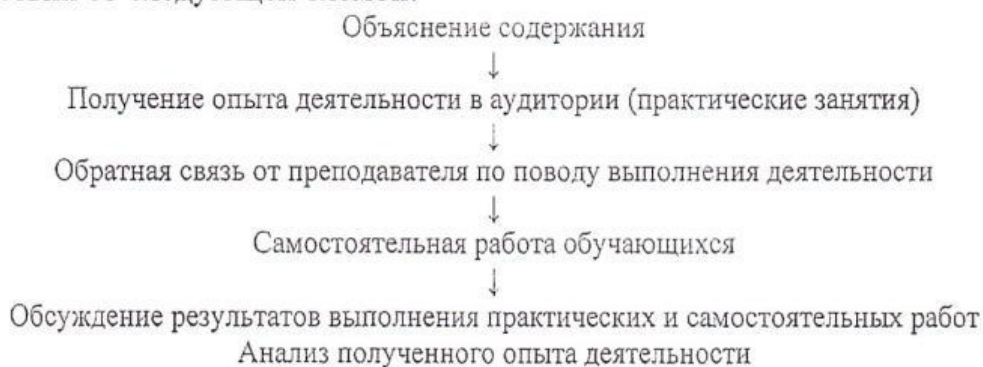 Объяснение содержания
↓
Получение опыта деятельности в аудитории (практические занятия)
↓
Обратная связь от преподавателя по поводу выполнения деятельности
↓
Самостоятельная работа обучающихся
↓
Обсуждение результатов выполнения практических и самостоятельных работ
Анализ полученного опыта деятельности